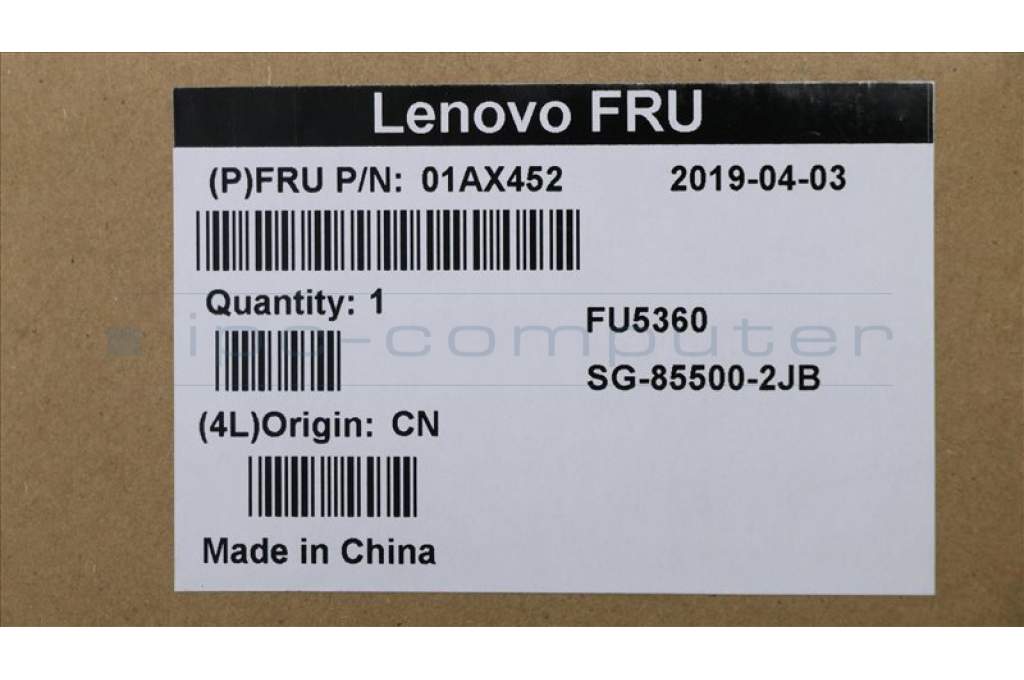 Lenovo FRU
(P)FRU P/N: 01AX452 2019-04-03
Quantity: 1
FU5360
ipc-computer
SG-85500-2JB
(4L)Origin: CN
Made in China